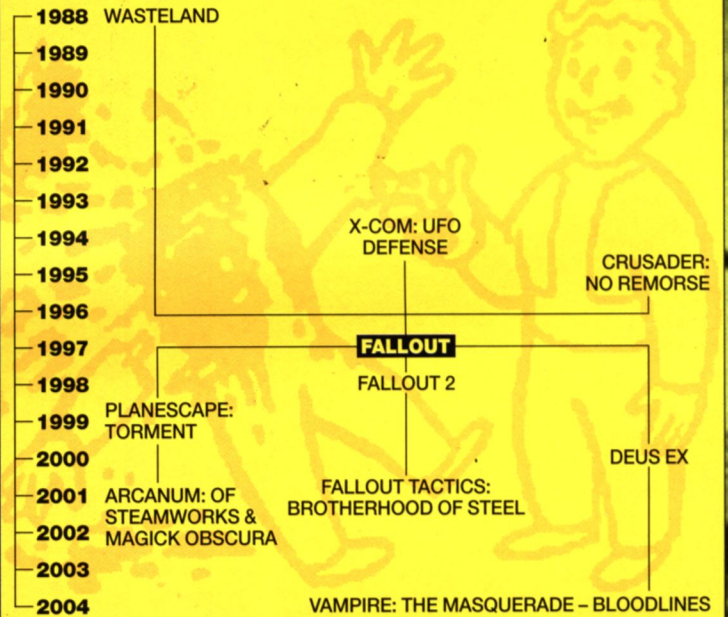 1988 WASTELAND
1989
1990
1991
1992
1993
X-COM: UFO
1994
DEFENSE
CRUSADER:
1995
NO REMORSE
1996
1997
FALLOUT
1998
FALLOUT 2
PLANESCAPE:
1999
TORMENT
2000
DEUS EX
FALLOUT TACTICS:
2001
ARCANUM: OF
BROTHERHOOD OF STEEL
STEAMWORKS &
2002
MAGICK OBSCURA
2003
2004
VAMPIRE: THE MASQUERADE – BLOODLINES